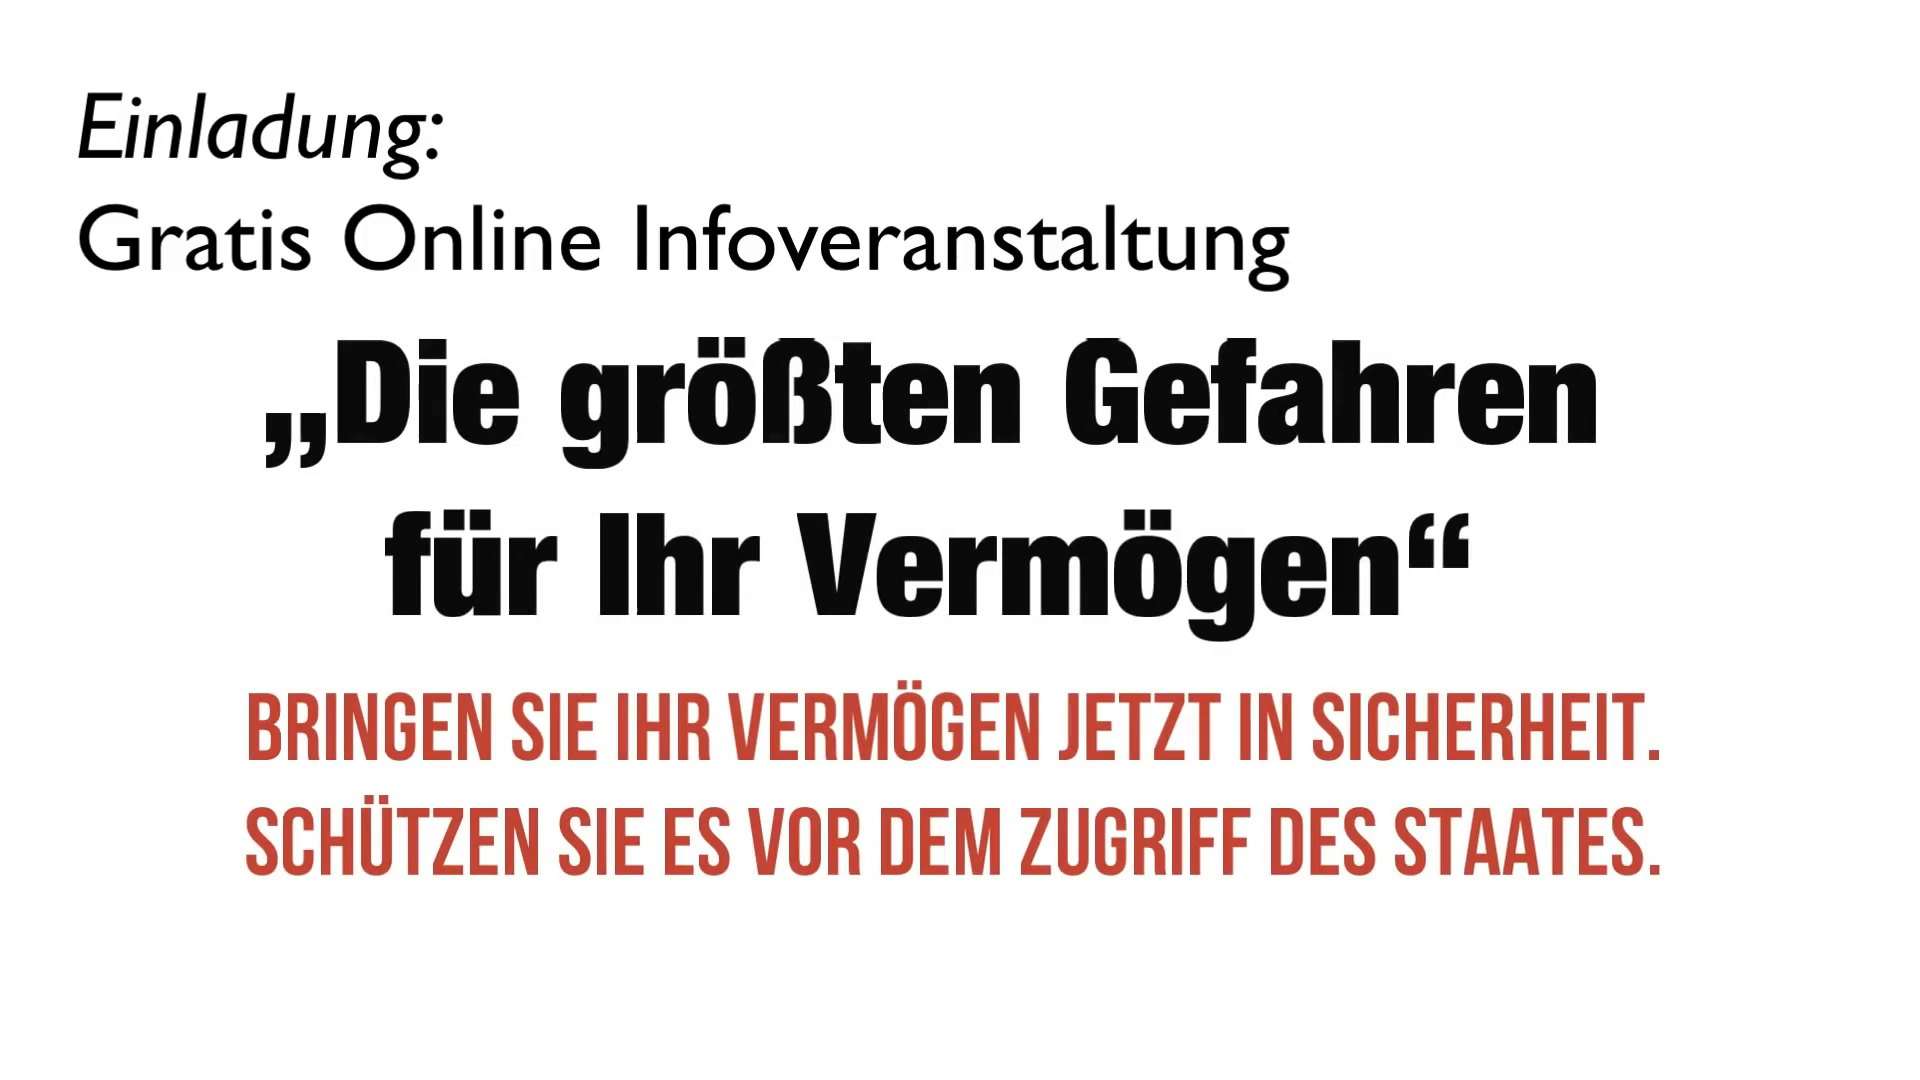 Einladung:
Gratis Online Infoveranstaltung
„Die größten Gefahren
für Ihr Vermögen“
BRINGEN SIE IHR VERMÖGEN JETZT IN SICHERHEIT.
SCHÜTZEN SIE ES VOR DEM ZUGRIFF DES STAATES.